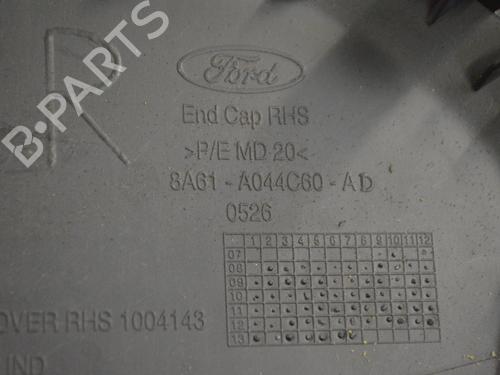 R
B-PARTS
Ford
End Cap RHS
>P/E MD 20<
8A61 - A044C60 - AD
0526
1 2 3 4 5 6 7 8 9 10 11 12
07
08
09
10
11
12
13
OVER RHS 1004143
IND